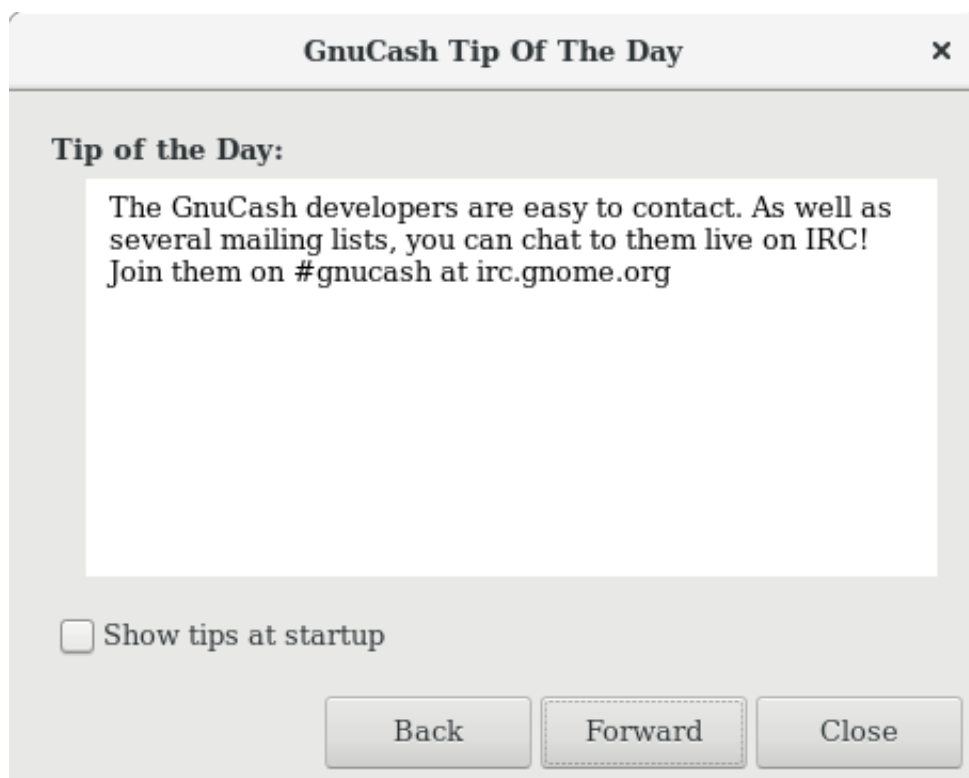 GnuCash Tip Of The Day
Tip of the Day:
The GnuCash developers are easy to contact. As well as
several mailing lists, you can chat to them live on IRC!
Join them on #gnucash at irc.gnome.org
Show tips at startup
Back Forward Close